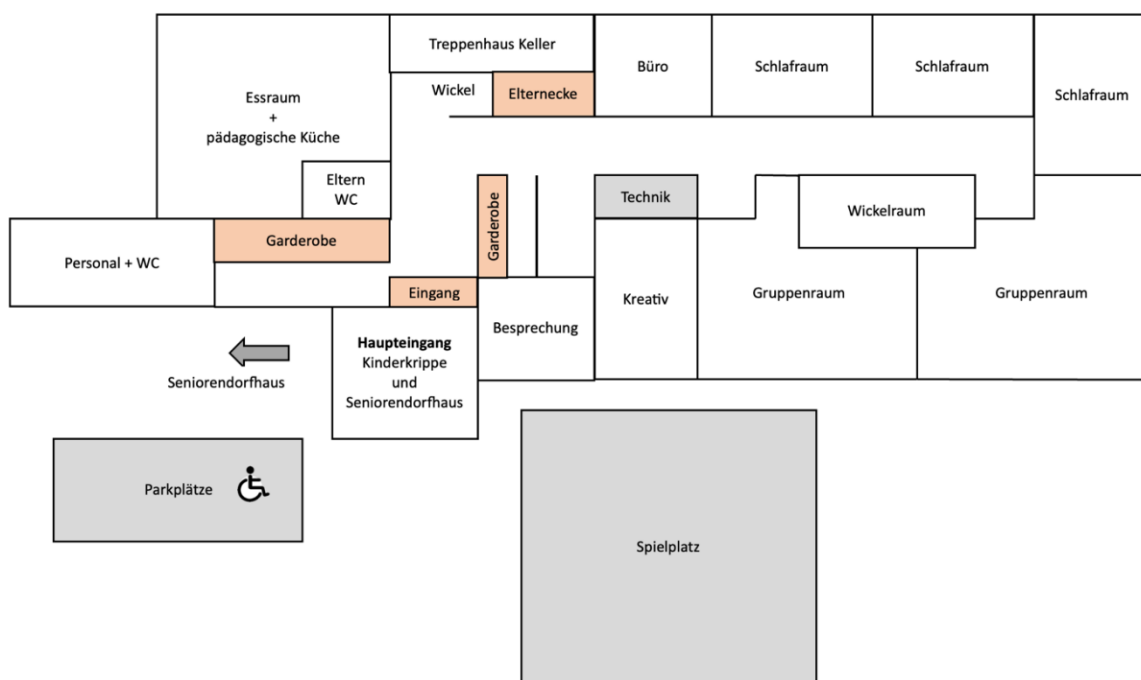 Treppenhaus Keller
Büro
Schlafraum
Schlafraum
Schlafraum
Wickel
Elternecke
Essraum
+
pädagogische Küche
Eltern
WC
Garderobe
Technik
Wickelraum
Garderobe
Personal + WC
Eingang
Kreativ
Gruppenraum
Gruppenraum
Besprechung
Haupteingang
Kinderkrippe
und
Seniorendorfhaus
Seniorendorfhaus
Parkplätze
Spielplatz